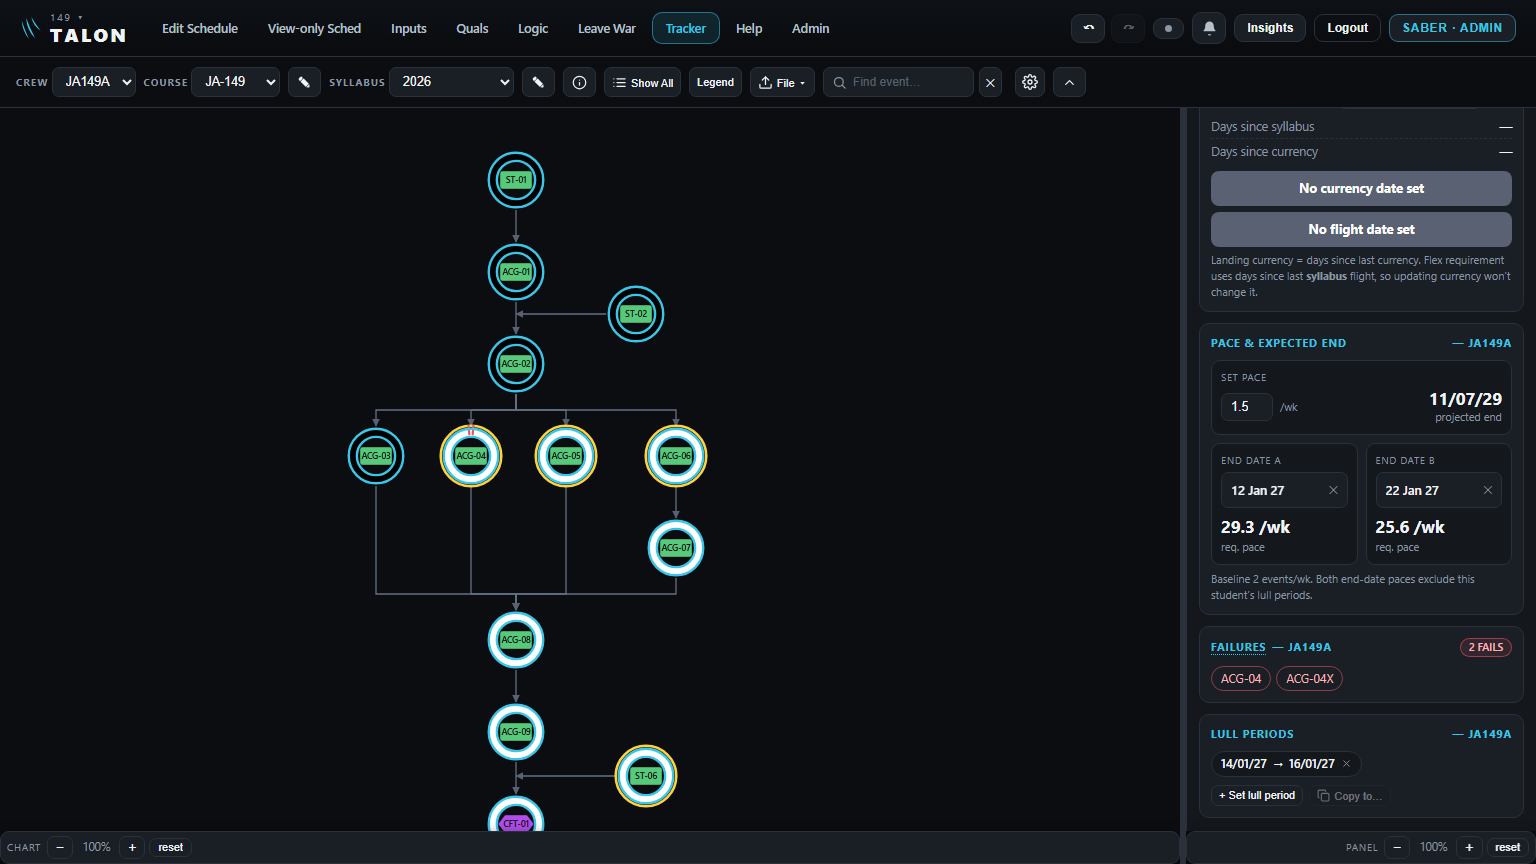 149
TALON
Edit Schedule
View-only Sched
Inputs
Quals
Logic
Leave War
Tracker
Help
Admin
Insights
Logout
SABER · ADMIN
CREW
JA149A
COURSE
JA-149
SYLLABUS
2026
Show All
Legend
File
Find event...
ST-01
ACG-01
ST-02
ACG-02
ACG-03
ACG-04
ACG-05
ACG-06
ACG-07
ACG-08
ACG-09
ST-06
CFT-01
Days since syllabus —
Days since currency —
No currency date set
No flight date set
Landing currency = days since last currency. Flex requirement
uses days since last syllabus flight, so updating currency won't
change it.
PACE & EXPECTED END — JA149A
SET PACE
1.5 /wk
11/07/29
projected end
END DATE A
12 Jan 27
29.3 /wk
req. pace
END DATE B
22 Jan 27
25.6 /wk
req. pace
Baseline 2 events/wk. Both end-date paces exclude this
student's lull periods.
FAILURES — JA149A
2 FAILS
ACG-04
ACG-04X
LULL PERIODS — JA149A
14/01/27 → 16/01/27
+ Set lull period
Copy to...
CHART − 100% + reset
PANEL − 100% + reset